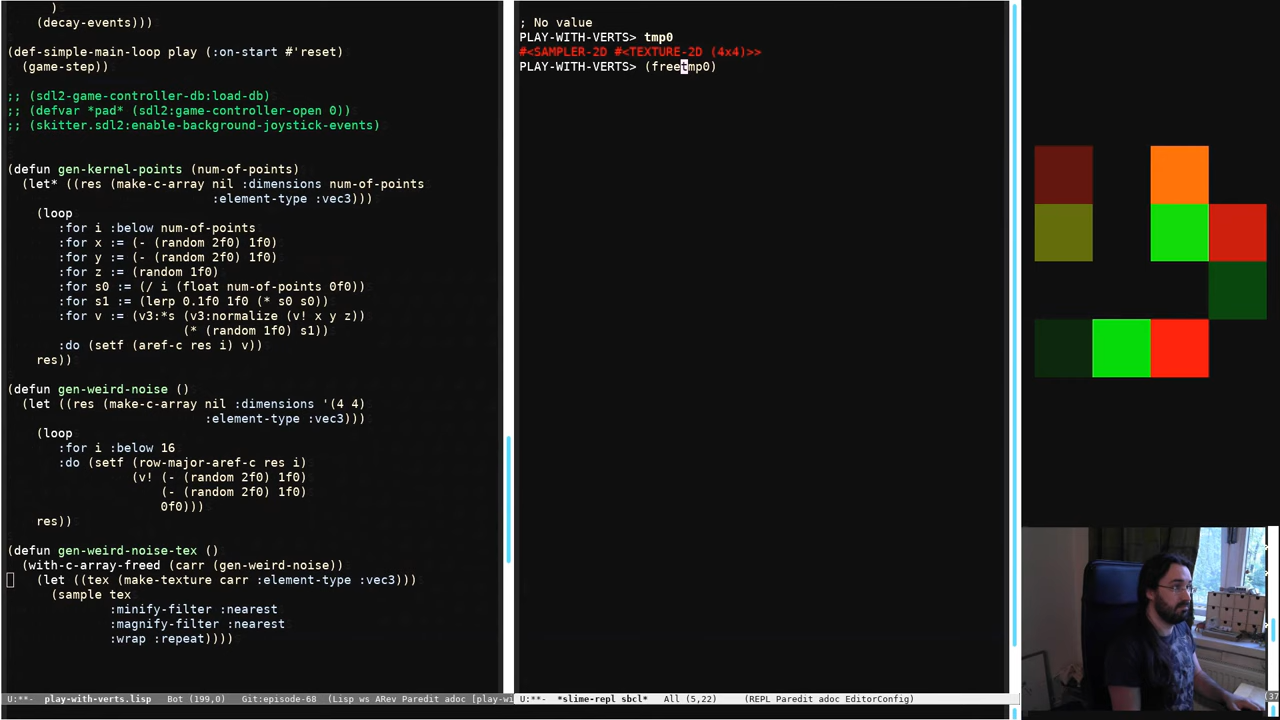 )
(decay-events)))
(def-simple-main-loop play (:on-start #'reset)
(game-step))
;; (sdl2-game-controller-db:load-db)
;; (defvar *pad* (sdl2:game-controller-open 0))
;; (skitter.sdl2:enable-background-joystick-events)
(defun gen-kernel-points (num-of-points)
(let* ((res (make-c-array nil :dimensions num-of-points
:element-type :vec3)))
(loop
:for i :below num-of-points
:for x := (- (random 2f0) 1f0)
:for y := (- (random 2f0) 1f0)
:for z := (random 1f0)
:for s0 := (/ i (float num-of-points 0f0))
:for s1 := (lerp 0.1f0 1f0 (* s0 s0))
:for v := (v3:*s (v3:normalize (v! x y z))
(* (random 1f0) s1))
:do (setf (aref-c res i) v))
res))
(defun gen-weird-noise ()
(let ((res (make-c-array nil :dimensions '(4 4)
:element-type :vec3)))
(loop
:for i :below 16
:do (setf (row-major-aref-c res i)
(v! (- (random 2f0) 1f0)
(- (random 2f0) 1f0)
0f0)))
res))
(defun gen-weird-noise-tex ()
(with-c-array-freed (carr (gen-weird-noise))
(let ((tex (make-texture carr :element-type :vec3)))
(sample tex
:minify-filter :nearest
:magnify-filter :nearest
:wrap :repeat))))
U:**-  play-with-verts.lisp   Bot (199,0)   Git:episode-68  (Lisp ws ARev Paredit adoc [play-wi
; No value
PLAY-WITH-VERTS> tmp0
#<SAMPLER-2D #<TEXTURE-2D (4x4)>>
PLAY-WITH-VERTS> (freetmp0)
U:**-  *slime-repl sbcl*   All (5,22)   (REPL Paredit adoc EditorConfig)